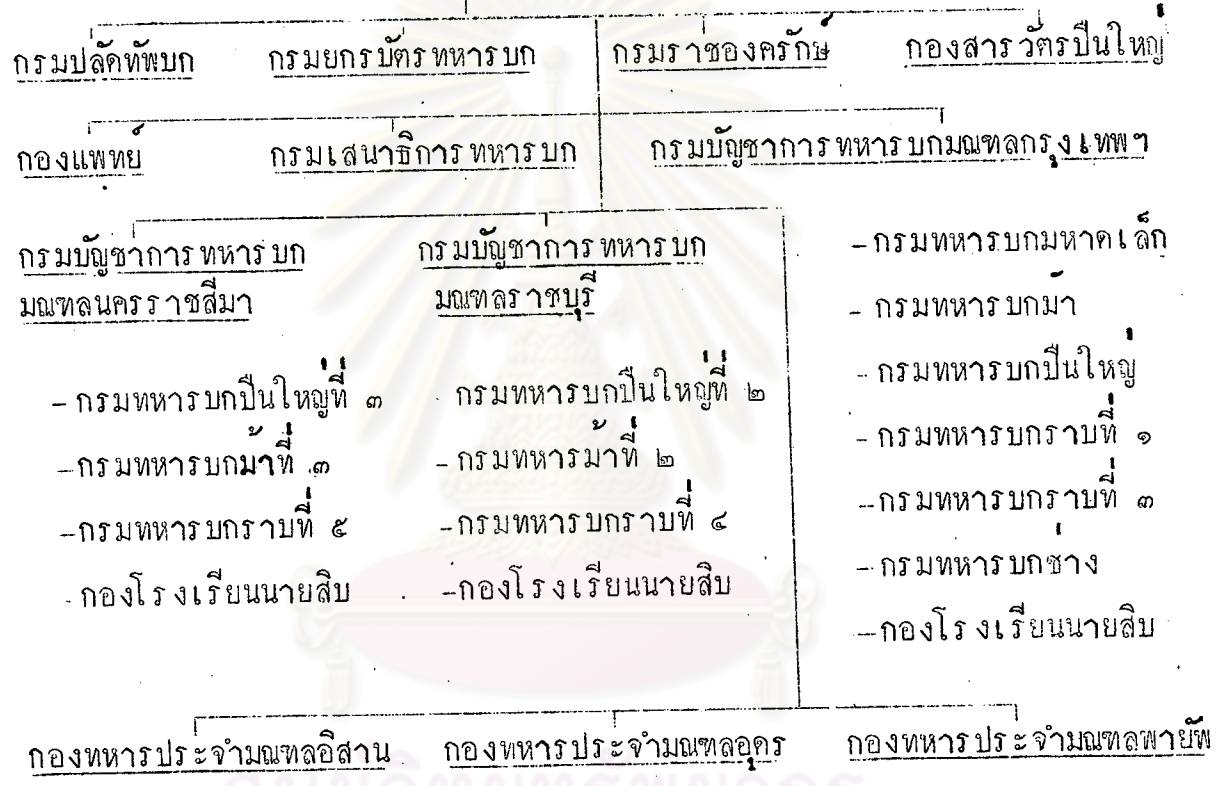 กรมปลัดทัพบก กรมยกรบัตรทหารบก กรมราชองครักษ์ กองสารวัตรปืนใหญ่
กองแพทย์ กรมเสนาธิการทหารบก กรมบัญชาการทหารบกมณฑลกรุงเทพฯ
กรมบัญชาการทหารบก
มณฑลนครราชสีมา
- กรมทหารบกปืนใหญ่ที่ ๓
- กรมทหารบกม้าที่ ๓
- กรมทหารบกราบที่ ๕
- กองโรงเรียนนายสิบ
กรมบัญชาการทหารบก
มณฑลราชบุรี
กรมทหารบกปืนใหญ่ที่ ๒
- กรมทหารม้าที่ ๒
- กรมทหารบกราบที่ ๔
- กองโรงเรียนนายสิบ
- กรมทหารบกมหาดเล็ก
- กรมทหารบกม้า
- กรมทหารบกปืนใหญ่
- กรมทหารบกราบที่ ๑
- กรมทหารบกราบที่ ๓
- กรมทหารบกช่าง
- กองโรงเรียนนายสิบ
กองทหารประจำมณฑลอิสาน กองทหารประจำมณฑลอุดร กองทหารประจำมณฑลพายัพ